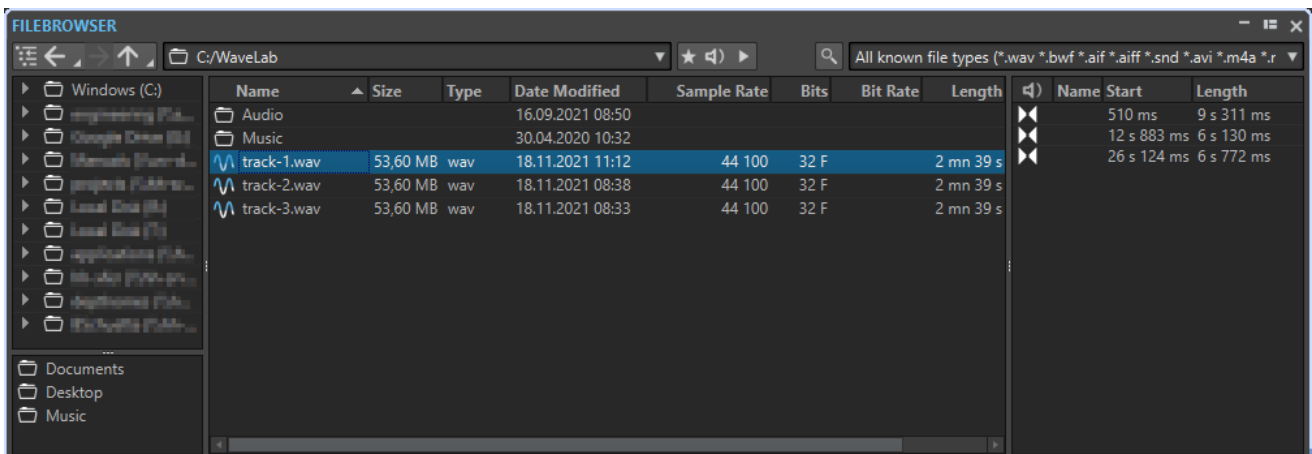 FILEBROWSER
C:/WaveLab All known file types (*.wav *.bwf *.aif *.aiff *.snd *.avi *.m4a *.r
Windows (C:)
Name Size Type Date Modified Sample Rate Bits Bit Rate Length
Audio 16.09.2021 08:50
Music 30.04.2020 10:32
track-1.wav 53,60 MB wav 18.11.2021 11:12 44 100 32 F 2 mn 39 s
track-2.wav 53,60 MB wav 18.11.2021 08:38 44 100 32 F 2 mn 39 s
track-3.wav 53,60 MB wav 18.11.2021 08:33 44 100 32 F 2 mn 39 s
Name Start Length
510 ms 9 s 311 ms
12 s 883 ms 6 s 130 ms
26 s 124 ms 6 s 772 ms
Documents
Desktop
Music